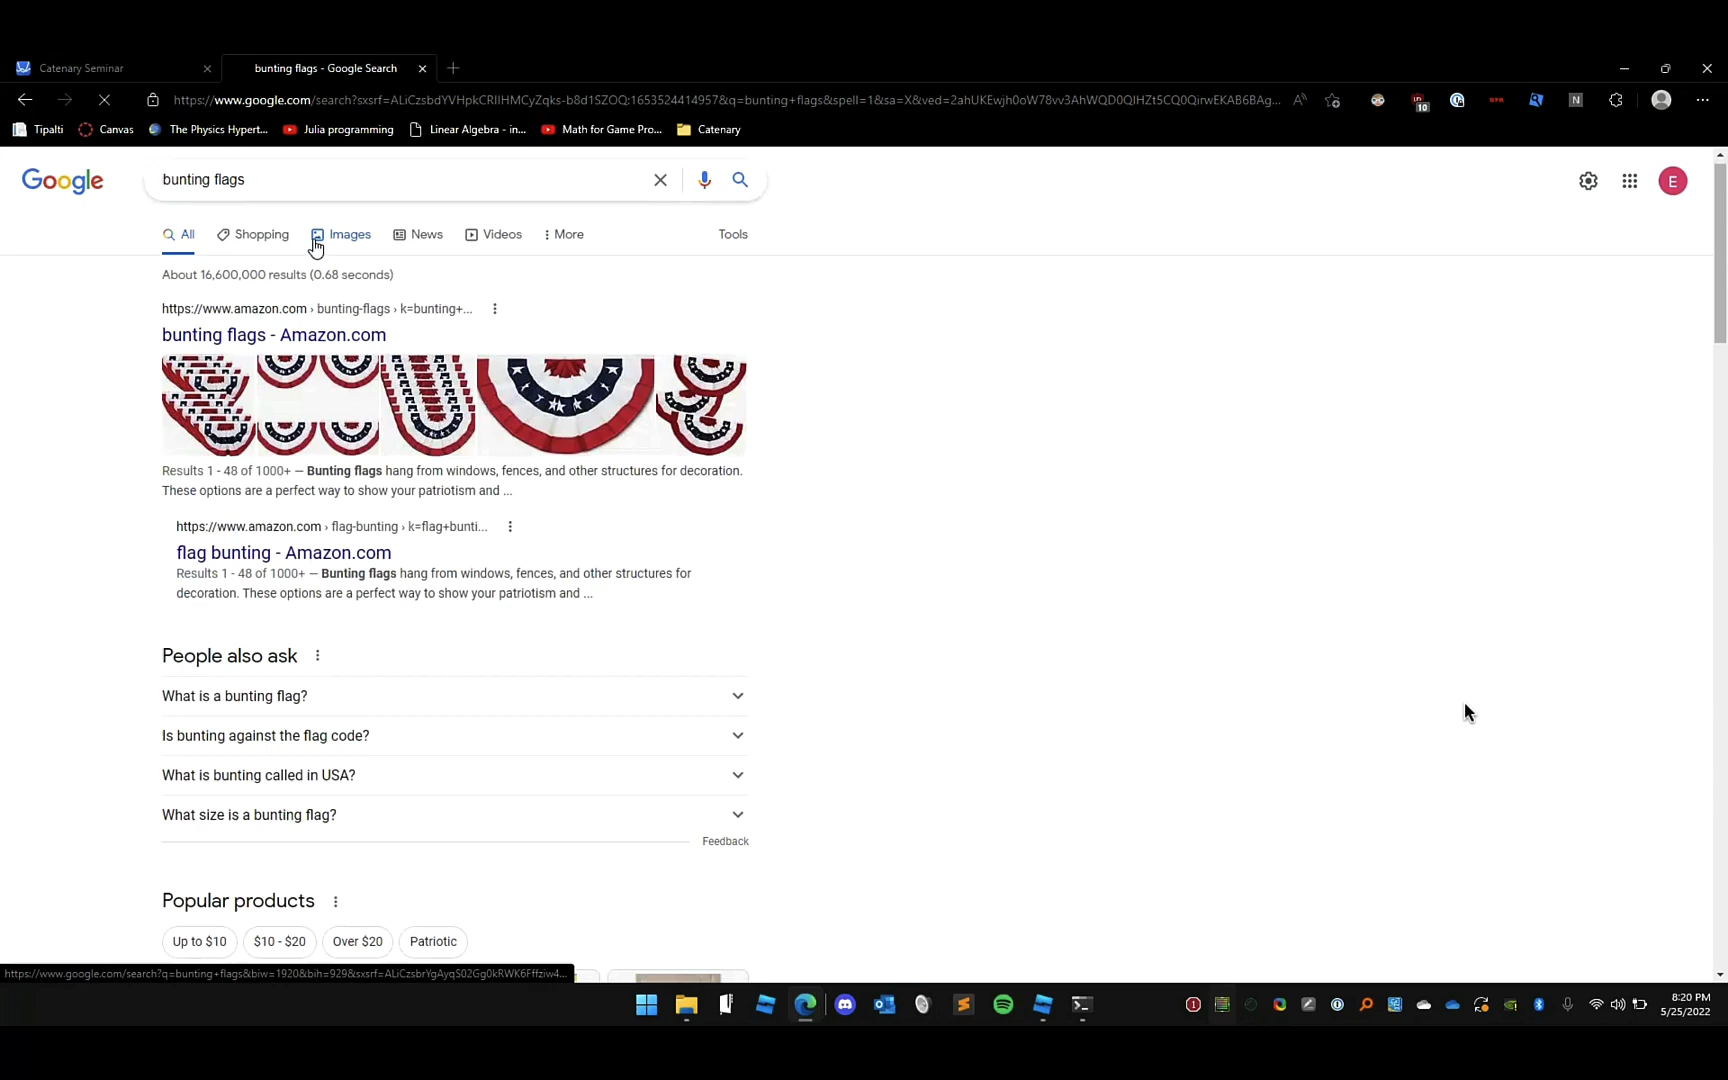 Catenary Seminar
bunting flags - Google Search
https://www.google.com/search?sxsrf=ALiCzsbdYVHpkCRIIHMCyZqks-b8d1SZOQ:1653524414957&q=bunting+flags&spell=1&sa=X&ved=2ahUKEwjh0oW78vv3AhWQD0QIHZt5CQ0QirwEKAB6BAg...
10
N
Tipalti
Canvas
The Physics Hypert...
Julia programming
Linear Algebra - in...
Math for Game Pro...
Catenary
Google
bunting flags
E
All
Shopping
Images
News
Videos
More
Tools
About 16,600,000 results (0.68 seconds)
https://www.amazon.com › bunting-flags › k=bunting+...
bunting flags - Amazon.com
Results 1 - 48 of 1000+ — Bunting flags hang from windows, fences, and other structures for decoration.
These options are a perfect way to show your patriotism and ...
https://www.amazon.com › flag-bunting › k=flag+bunti...
flag bunting - Amazon.com
Results 1 - 48 of 1000+ — Bunting flags hang from windows, fences, and other structures for
decoration. These options are a perfect way to show your patriotism and ...
People also ask
What is a bunting flag?
Is bunting against the flag code?
What is bunting called in USA?
What size is a bunting flag?
Feedback
Popular products
Up to $10
$10 - $20
Over $20
Patriotic
https://www.google.com/search?q=bunting+flags&biw=1920&bih=929&sxsrf=ALiCzsbrYgAyqS02Gg0kRWK6Fffziw4...
8:20 PM
5/25/2022